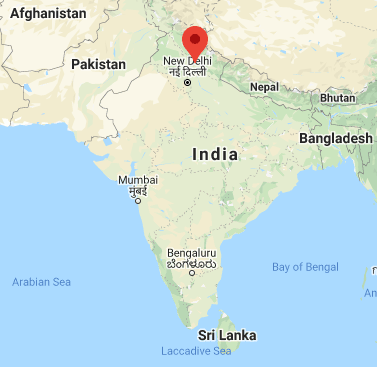 Afghanistan
Pakistan
New Delhi
नई दिल्ली
Nepal
Bhutan
Bangladesh
India
Mumbai
मुंबई
Bengaluru
ಬೆಂಗಳೂರು
Arabian Sea
Bay of Bengal
An
Sri Lanka
Laccadive Sea